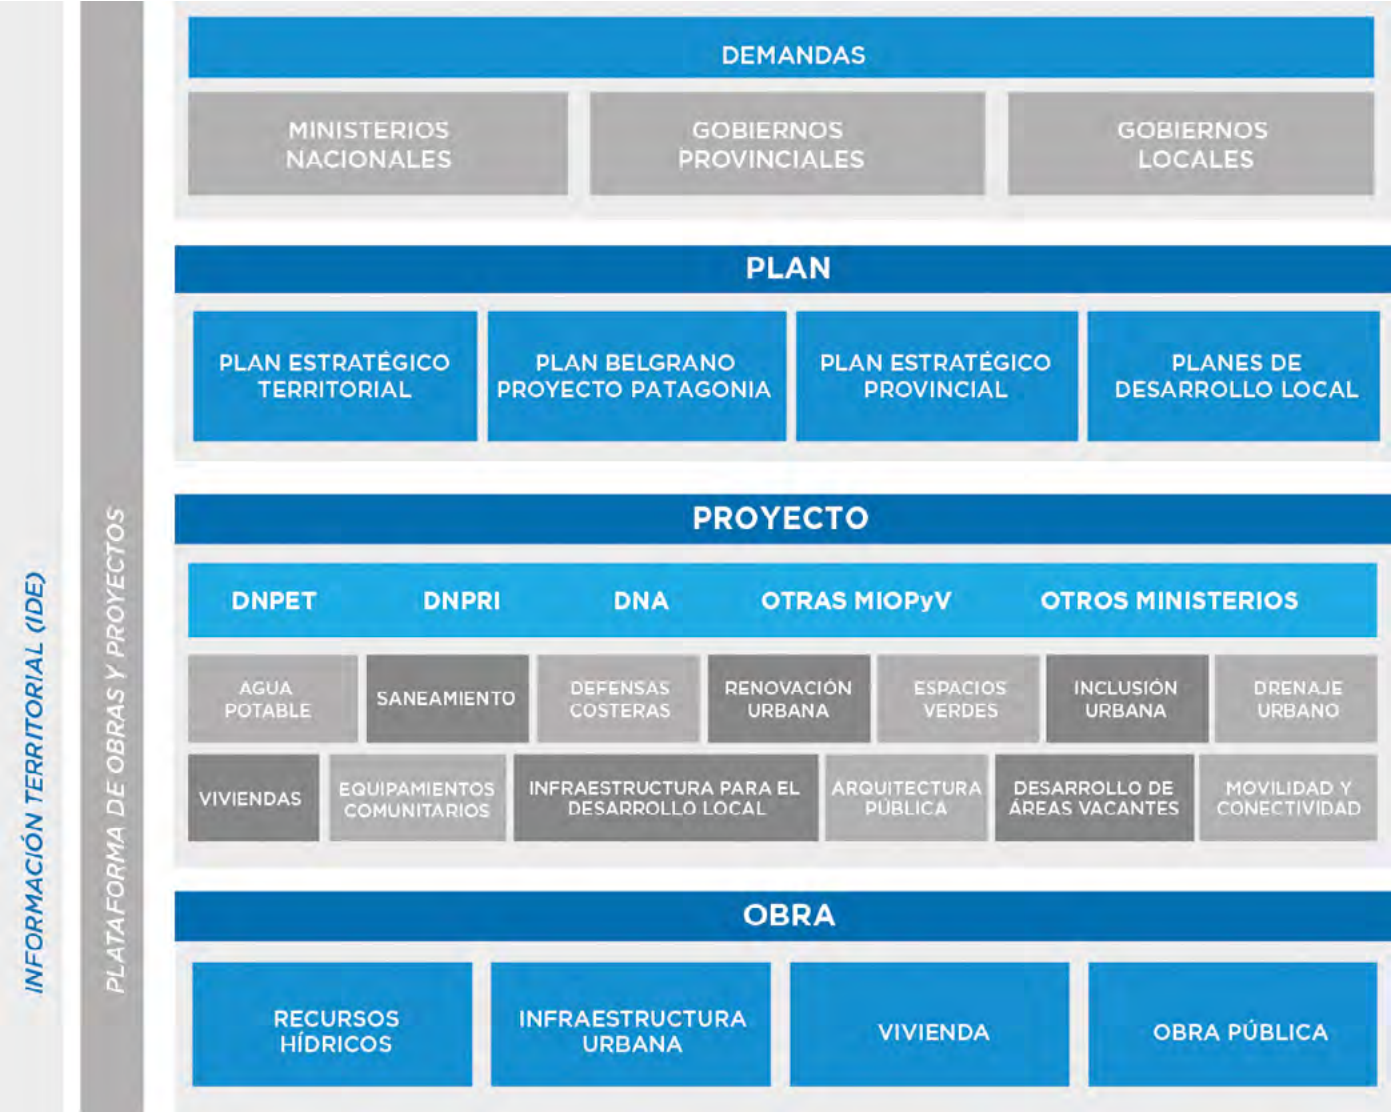 DEMANDAS
MINISTERIOS
NACIONALES
GOBIERNOS
PROVINCIALES
GOBIERNOS
LOCALES
PLAN
PLAN ESTRATÉGICO
TERRITORIAL
PLAN BELGRANO
PROYECTO PATAGONIA
PLAN ESTRATÉGICO
PROVINCIAL
PLANES DE
DESARROLLO LOCAL
PROYECTO
DNPET
DNPRI
DNA
OTRAS MIOPyV
OTROS MINISTERIOS
AGUA
POTABLE
SANEAMIENTO
DEFENSAS
COSTERAS
RENOVACIÓN
URBANA
ESPACIOS
VERDES
INCLUSIÓN
URBANA
DRENAJE
URBANO
VIVIENDAS
EQUIPAMIENTOS
COMUNITARIOS
INFRAESTRUCTURA PARA EL
DESARROLLO LOCAL
ARQUITECTURA
PÚBLICA
DESARROLLO DE
ÁREAS VACANTES
MOVILIDAD Y
CONECTIVIDAD
OBRA
RECURSOS
HÍDRICOS
INFRAESTRUCTURA
URBANA
VIVIENDA
OBRA PÚBLICA
INFORMACIÓN TERRITORIAL (IDE)
PLATAFORMA DE OBRAS Y PROYECTOS